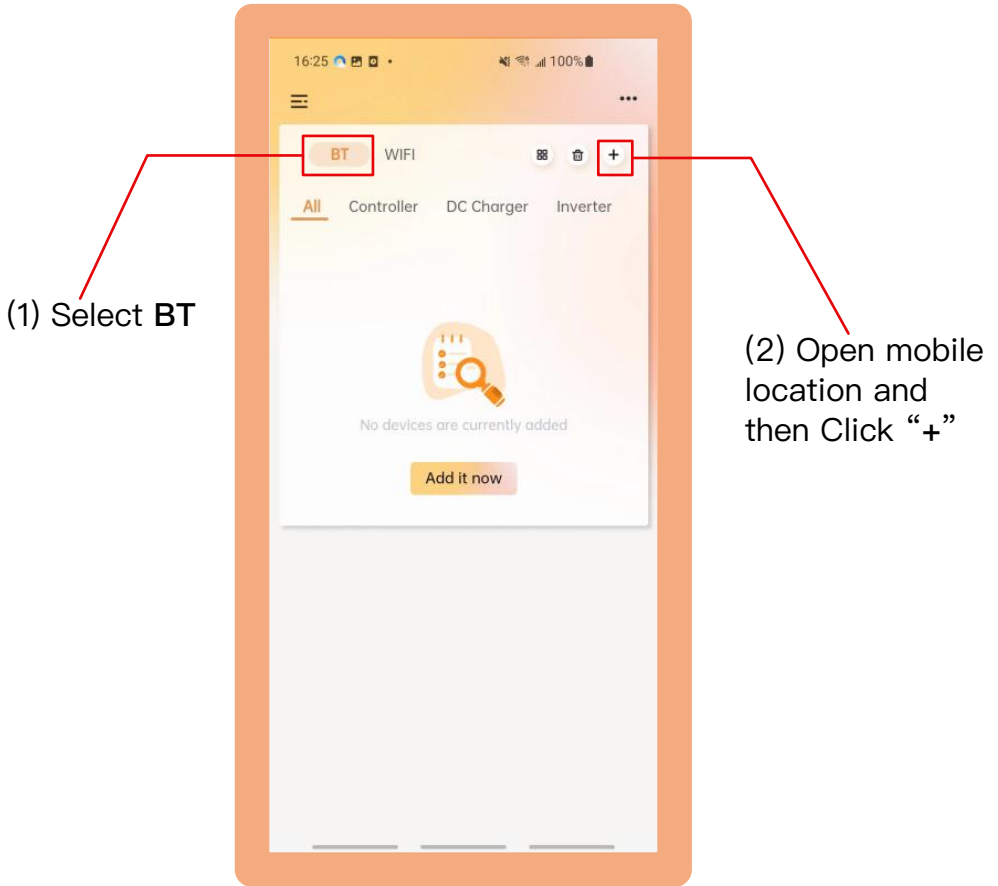 16:25
100%
BT WIFI
All Controller DC Charger Inverter
(1) Select BT
(2) Open mobile
location and
then Click “+”
No devices are currently added
Add it now